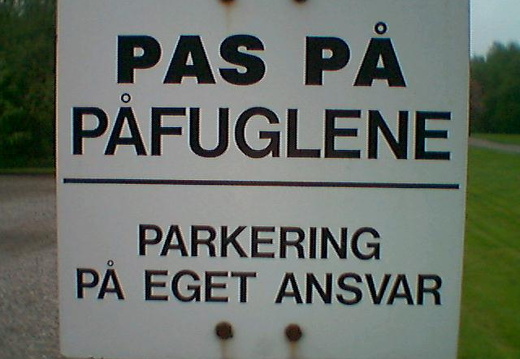 PAS PÅ
PÅFUGLENE
PARKERING
PÅ EGET ANSVAR